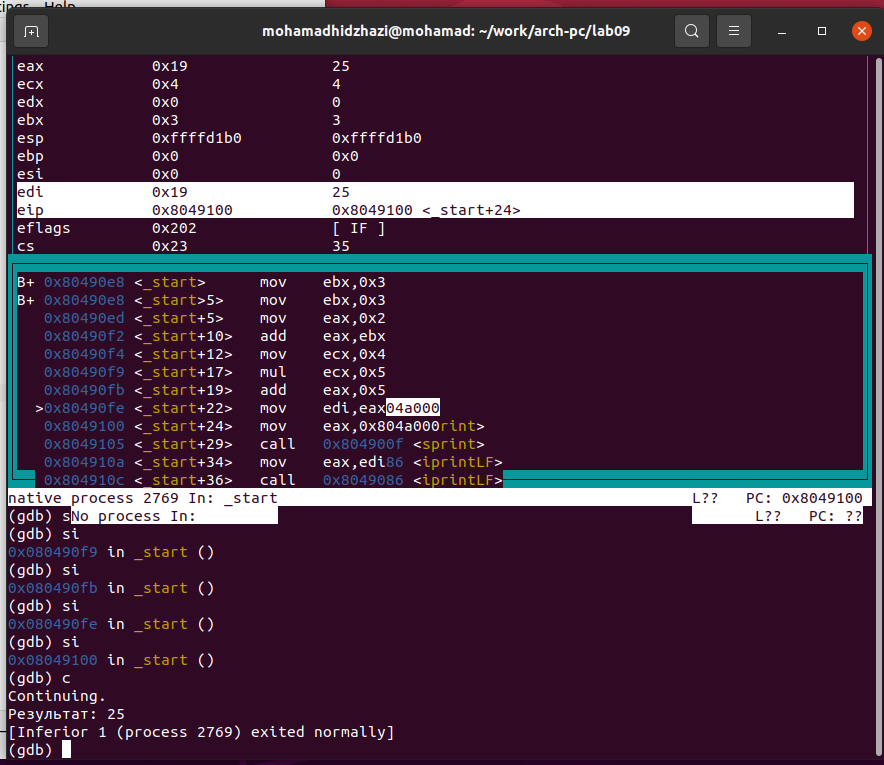 Help
mohamadhidzhazi@mohamad: ~/work/arch-pc/lab09
eax 0x19 25
ecx 0x4 4
edx 0x0 0
ebx 0x3 3
esp 0xffffd1b0 0xffffd1b0
ebp 0x0 0x0
esi 0x0 0
edi 0x19 25
eip 0x8049100 0x8049100 <_start+24>
eflags 0x202 [ IF ]
cs 0x23 35
B+ 0x80490e8 <_start> mov ebx,0x3
B+ 0x80490e8 <_start>5> mov ebx,0x3
0x80490ed <_start+5> mov eax,0x2
0x80490f2 <_start+10> add eax,ebx
0x80490f4 <_start+12> mov ecx,0x4
0x80490f9 <_start+17> mul ecx,0x5
0x80490fb <_start+19> add eax,0x5
>0x80490fe <_start+22> mov edi,eax04a000
0x8049100 <_start+24> mov eax,0x804a000rint>
0x8049105 <_start+29> call 0x804900f <sprint>
0x804910a <_start+34> mov eax,edi86 <iprintLF>
0x804910c <_start+36> call 0x8049086 <iprintLF>
native process 2769 In: _start L?? PC: 0x8049100
(gdb) sNo process In: L?? PC: ??
(gdb) si
0x080490f9 in _start ()
(gdb) si
0x080490fb in _start ()
(gdb) si
0x080490fe in _start ()
(gdb) si
0x08049100 in _start ()
(gdb) c
Continuing.
Результат: 25
[Inferior 1 (process 2769) exited normally]
(gdb)